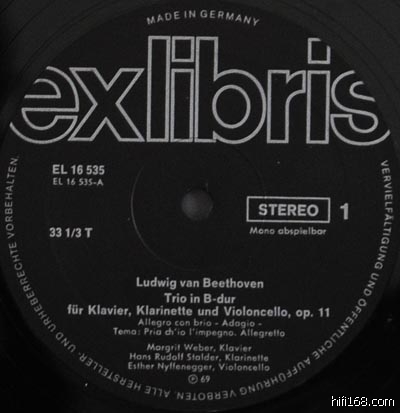 MADE IN GERMANY
exlibris
EL 16 535
EL 16 535-A
STEREO 1
Mono abspielbar
33 1/3 T
Ludwig van Beethoven
Trio in B-dur
für Klavier, Klarinette und Violoncello, op. 11
Allegro con brio - Adagio -
Tema: Pria ch'io l'impegno. Allegretto
Margrit Weber, Klavier
Hans Rudolf Stalder, Klarinette
Esther Nyffenegger, Violoncello
Ⓟ 69
ALLE HERSTELLER- UND URHEBERRECHTE VORBEHALTEN.
VERVIELFÄLTIGUNG UND ÖFFENTLICHE AUFFÜHRUNG VERBOTEN.
hifi168.com